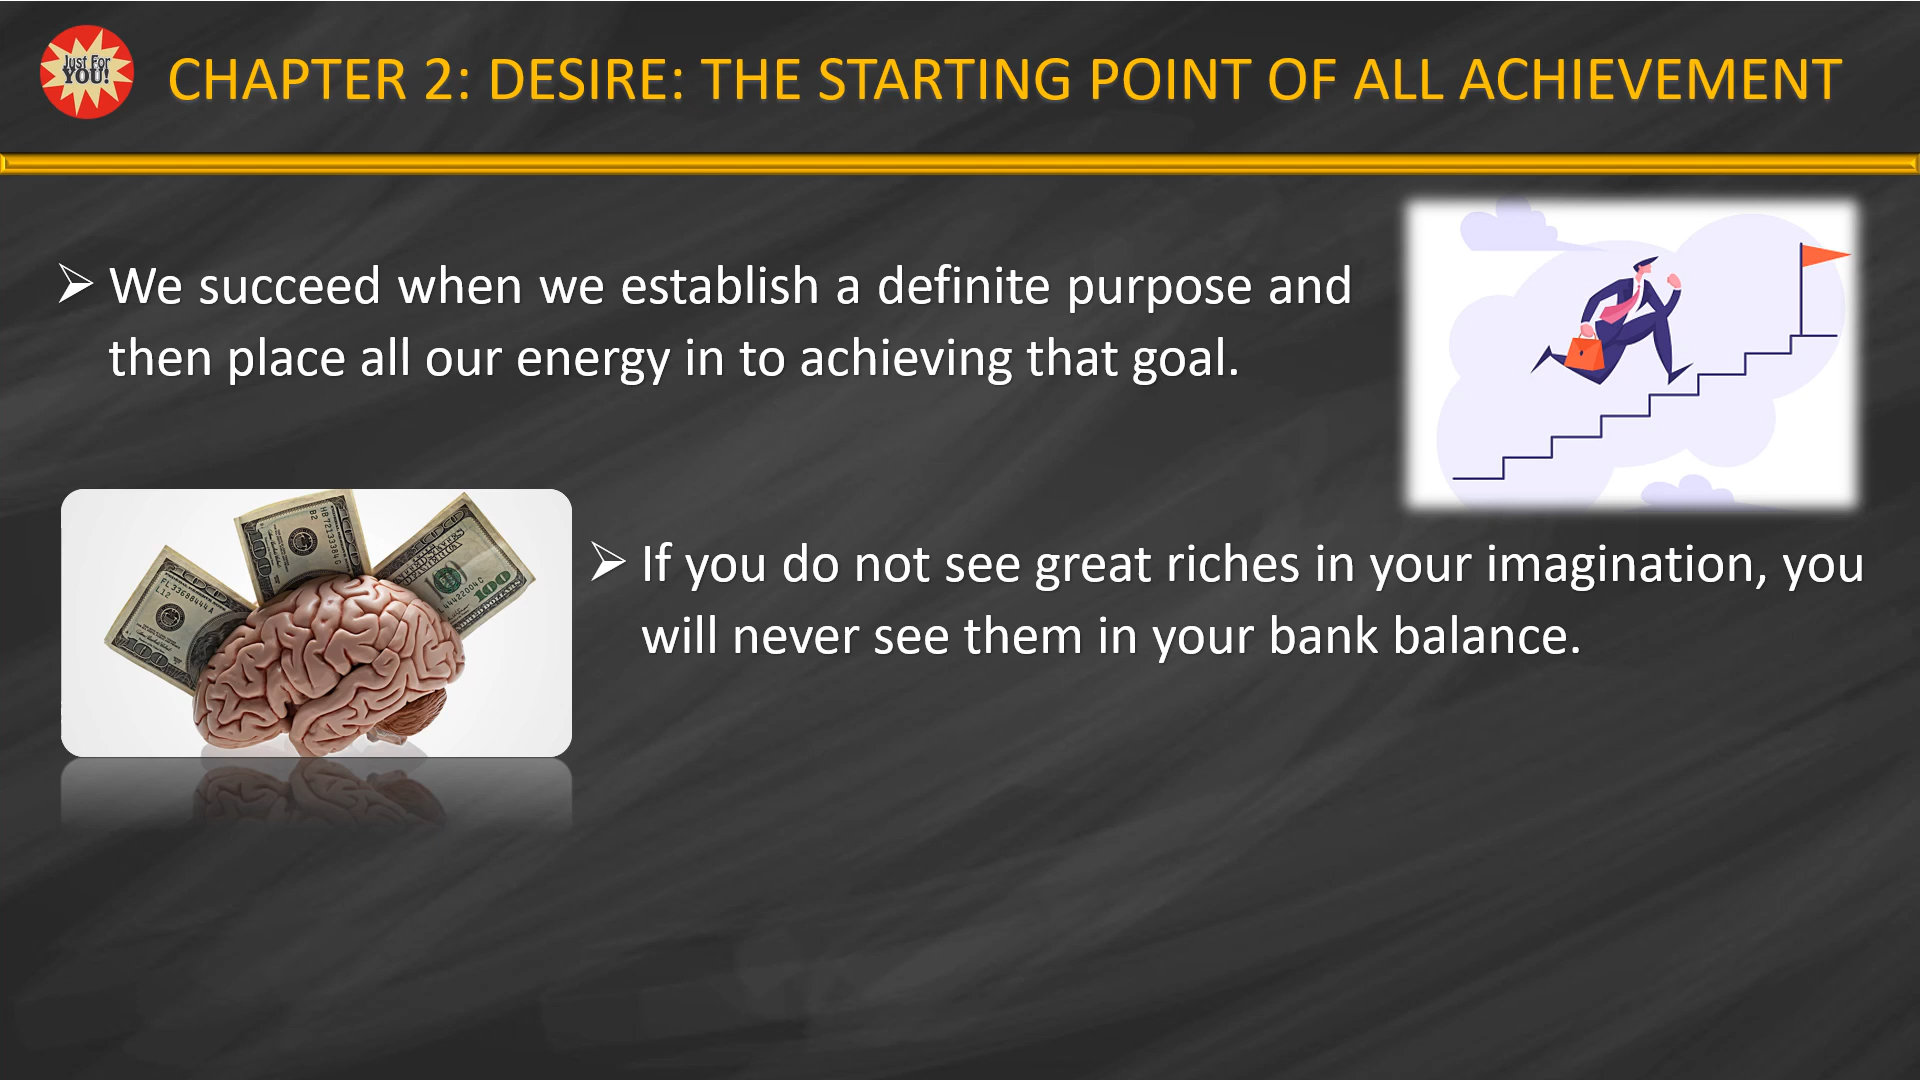 Just For
YOU!
CHAPTER 2: DESIRE: THE STARTING POINT OF ALL ACHIEVEMENT
We succeed when we establish a definite purpose and
then place all our energy in to achieving that goal.
If you do not see great riches in your imagination, you
will never see them in your bank balance.
100
100